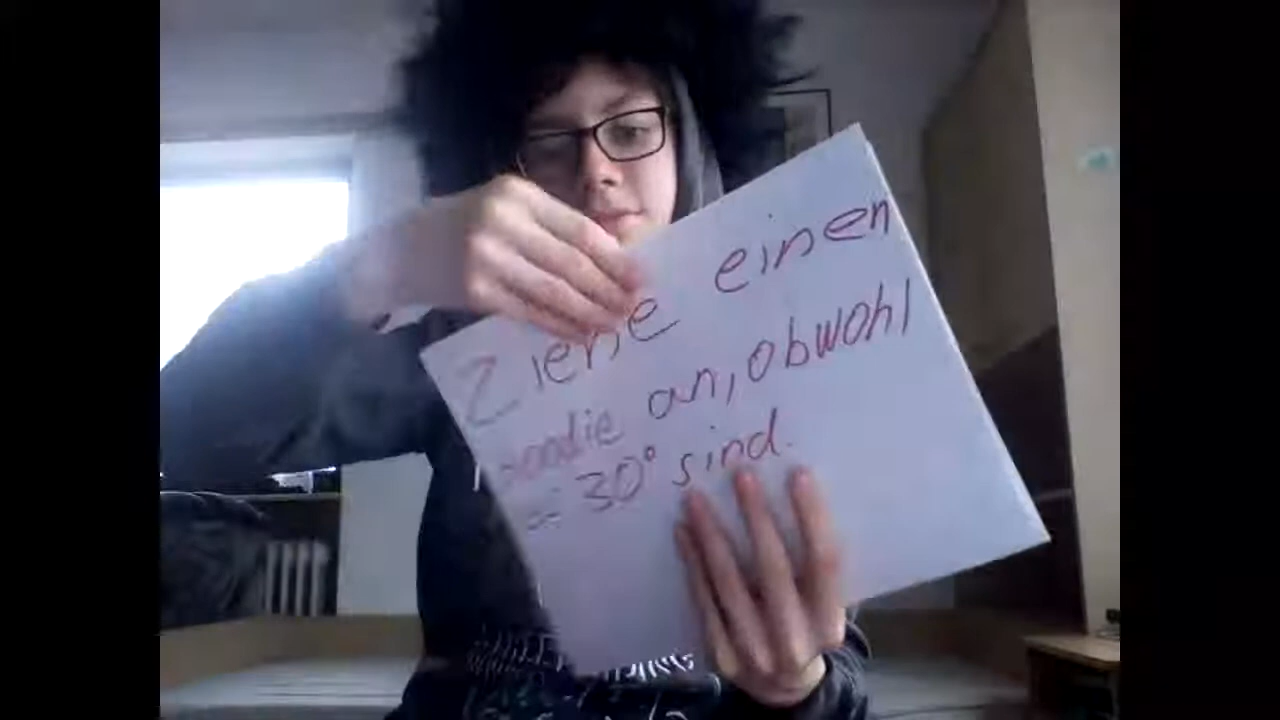 Ziehe einen
hoodie an, obwohl
≈ 30° sind.